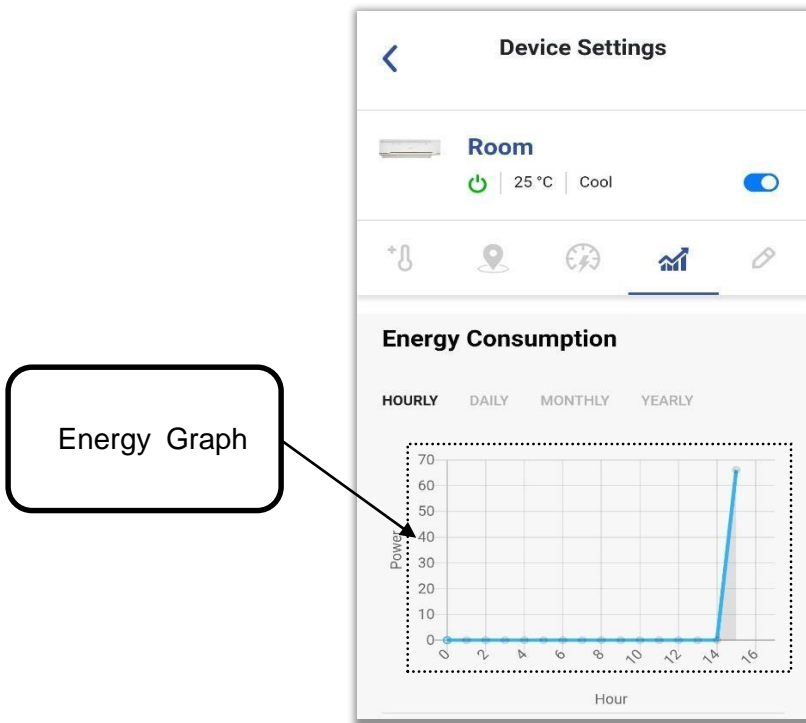 Device Settings
Room
25 °C Cool
Energy Consumption
HOURLY DAILY MONTHLY YEARLY
Energy Graph
70
60
50
40
30
20
10
0
Power
0 2 4 6 8 10 12 14 16
Hour